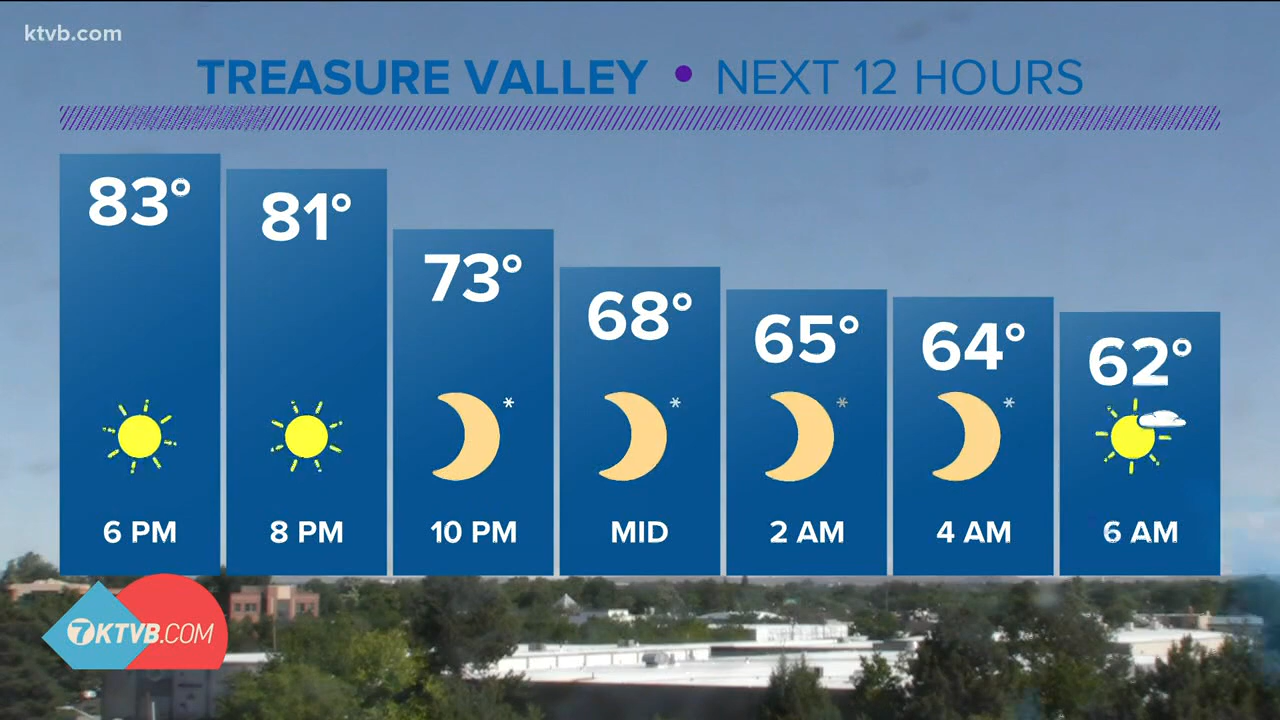 ktvb.com
TREASURE VALLEY • NEXT 12 HOURS
83° 81° 73° 68° 65° 64° 62°
6 PM 8 PM 10 PM MID 2 AM 4 AM 6 AM
7KTVB.COM